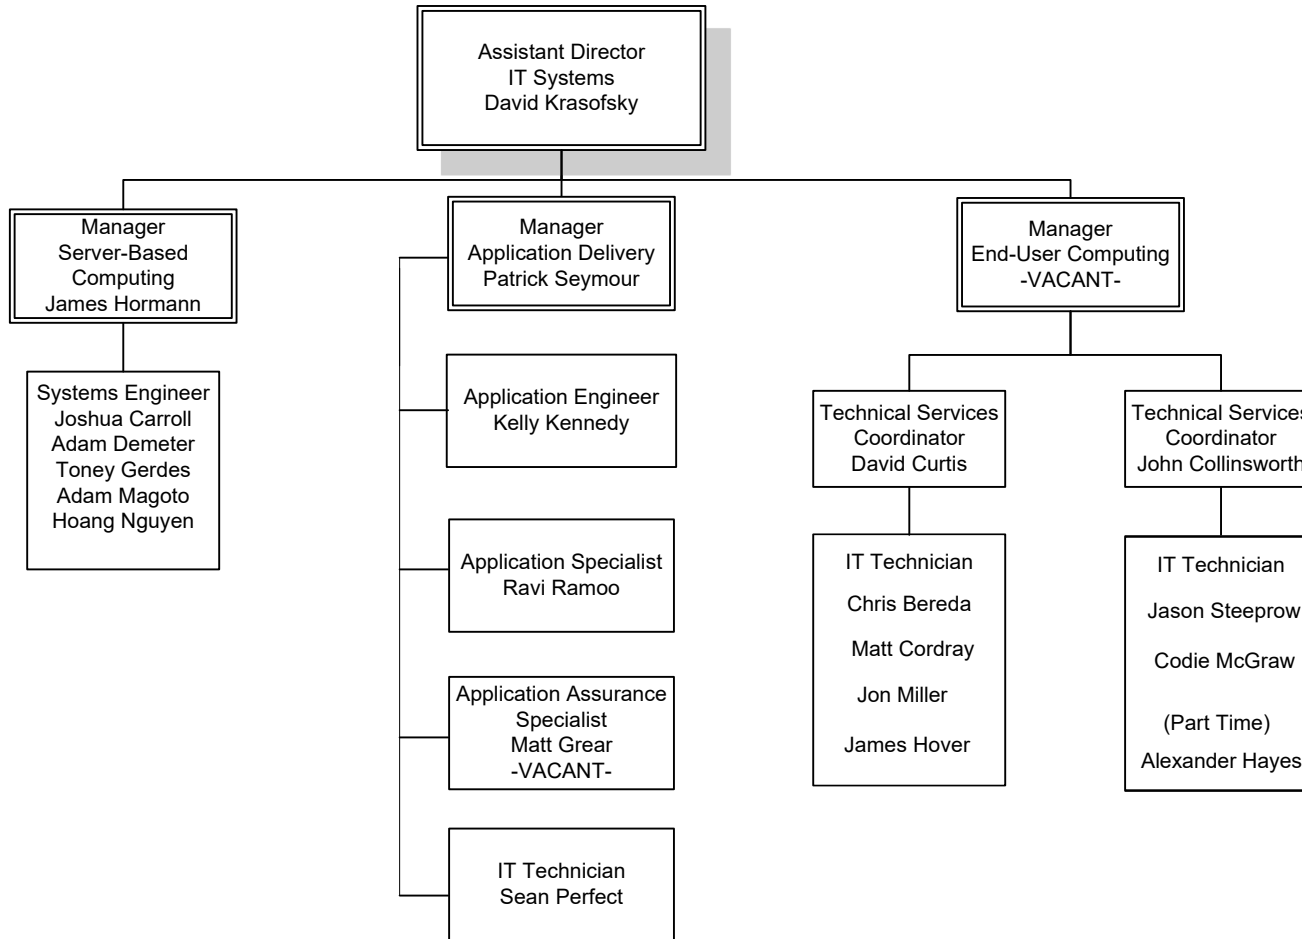 Assistant Director
IT Systems
David Krasofsky
Manager
Server-Based
Computing
James Hormann
Systems Engineer
Joshua Carroll
Adam Demeter
Toney Gerdes
Adam Magoto
Hoang Nguyen
Manager
Application Delivery
Patrick Seymour
Application Engineer
Kelly Kennedy
Application Specialist
Ravi Ramoo
Application Assurance
Specialist
Matt Grear
-VACANT-
IT Technician
Sean Perfect
Manager
End-User Computing
-VACANT-
Technical Services
Coordinator
David Curtis
IT Technician
Chris Bereda
Matt Cordray
Jon Miller
James Hover
Technical Services
Coordinator
John Collinsworth
IT Technician
Jason Steeprow
Codie McGraw
(Part Time)
Alexander Hayes